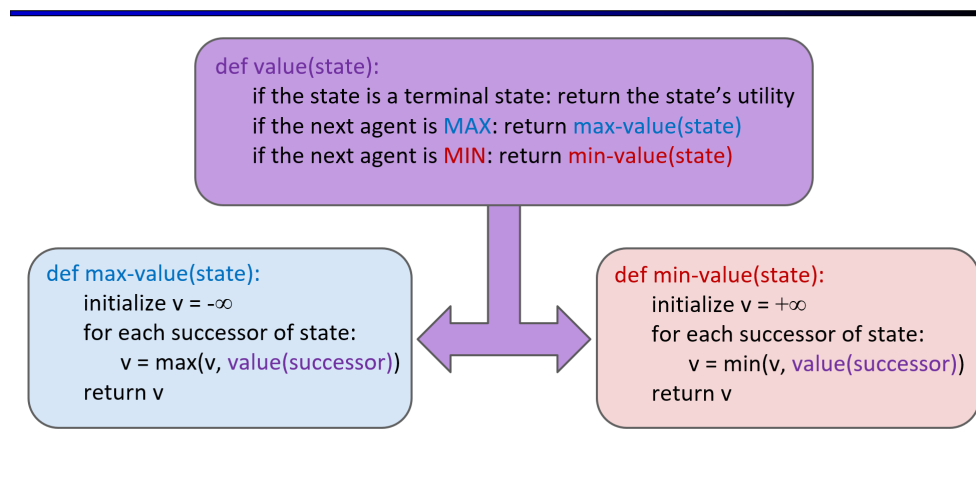 def value(state):
if the state is a terminal state: return the state’s utility
if the next agent is MAX: return max-value(state)
if the next agent is MIN: return min-value(state)
def max-value(state):
initialize v = -∞
for each successor of state:
v = max(v, value(successor))
return v
def min-value(state):
initialize v = +∞
for each successor of state:
v = min(v, value(successor))
return v